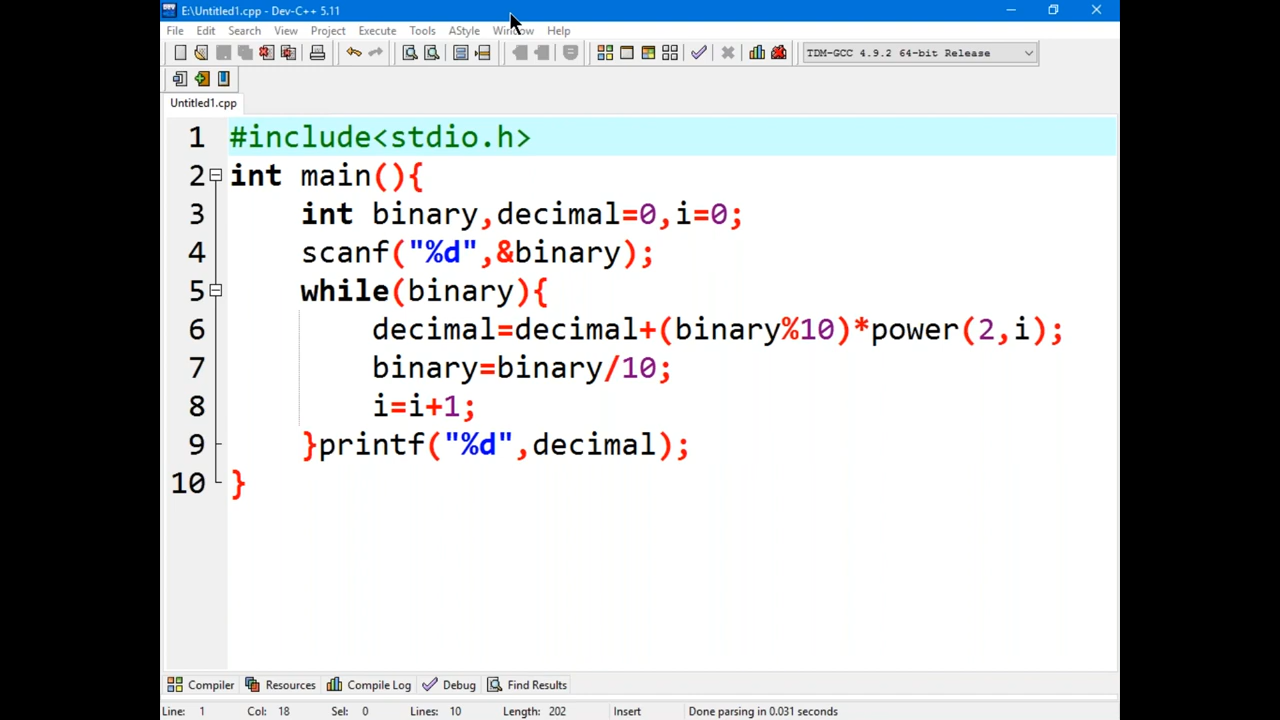 E:\Untitled1.cpp - Dev-C++ 5.11
File Edit Search View Project Execute Tools AStyle Window Help
TDM-GCC 4.9.2 64-bit Release
Untitled1.cpp
1 #include<stdio.h>
2 int main(){
3 int binary,decimal=0,i=0;
4 scanf("%d",&binary);
5 while(binary){
6 decimal=decimal+(binary%10)*power(2,i);
7 binary=binary/10;
8 i=i+1;
9 }printf("%d",decimal);
10 }
Compiler Resources Compile Log Debug Find Results
Line: 1 Col: 18 Sel: 0 Lines: 10 Length: 202 Insert Done parsing in 0.031 seconds